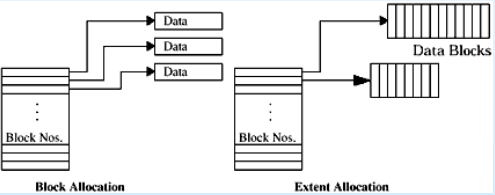 Data
Data
Data
Data Blocks
Block Nos.
Block Nos.
Block Allocation
Extent Allocation